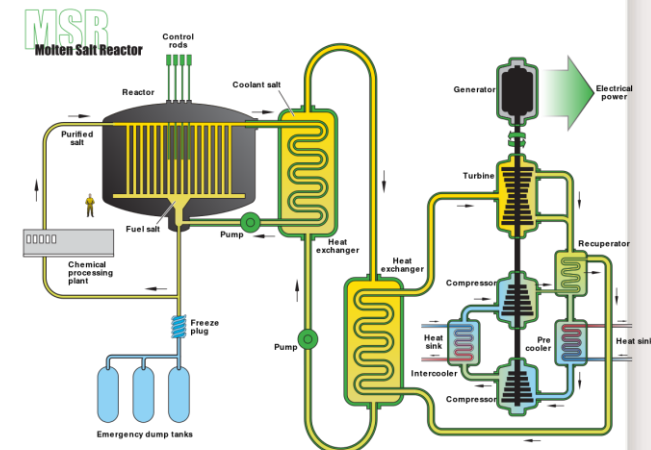 MSR
Molten Salt Reactor
Control
rods
Reactor
Coolant salt
Generator
Electrical
power
Purified
salt
Turbine
Fuel salt
Pump
Heat
exchanger
Recuperator
Heat
exchanger
Chemical
processing
plant
Compressor
Freeze
plug
Pump
Heat
sink
Pre
cooler
Heat sink
Intercooler
Compressor
Emergency dump tanks